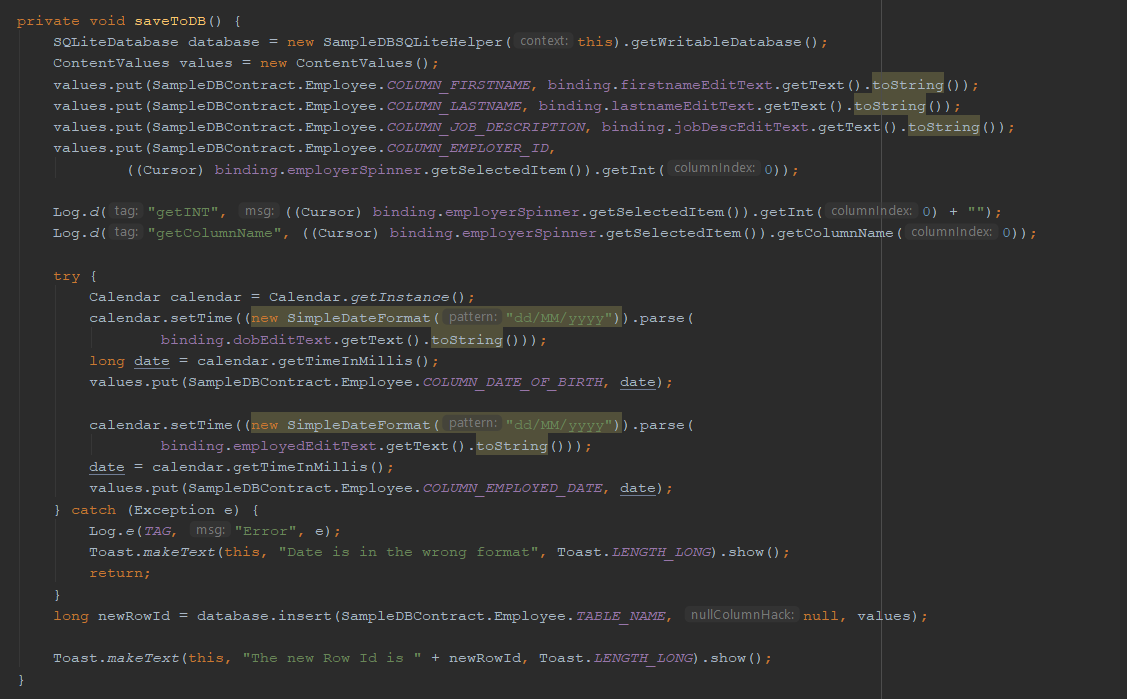 private void saveToDB() {
SQLiteDatabase database = new SampleDBSQLiteHelper( context: this).getWritableDatabase();
ContentValues values = new ContentValues();
values.put(SampleDBContract.Employee.COLUMN_FIRSTNAME, binding.firstnameEditText.getText().toString());
values.put(SampleDBContract.Employee.COLUMN_LASTNAME, binding.lastnameEditText.getText().toString());
values.put(SampleDBContract.Employee.COLUMN_JOB_DESCRIPTION, binding.jobDescEditText.getText().toString());
values.put(SampleDBContract.Employee.COLUMN_EMPLOYER_ID,
((Cursor) binding.employerSpinner.getSelectedItem()).getInt( columnIndex: 0));
Log.d( tag: "getINT", msg: ((Cursor) binding.employerSpinner.getSelectedItem()).getInt( columnIndex: 0) + "");
Log.d( tag: "getColumnName", ((Cursor) binding.employerSpinner.getSelectedItem()).getColumnName( columnIndex: 0));
try {
Calendar calendar = Calendar.getInstance();
calendar.setTime((new SimpleDateFormat( pattern: "dd/MM/yyyy")).parse(
binding.dobEditText.getText().toString()));
long date = calendar.getTimeInMillis();
values.put(SampleDBContract.Employee.COLUMN_DATE_OF_BIRTH, date);
calendar.setTime((new SimpleDateFormat( pattern: "dd/MM/yyyy")).parse(
binding.employedEditText.getText().toString()));
date = calendar.getTimeInMillis();
values.put(SampleDBContract.Employee.COLUMN_EMPLOYED_DATE, date);
} catch (Exception e) {
Log.e(TAG, msg: "Error", e);
Toast.makeText(this, "Date is in the wrong format", Toast.LENGTH_LONG).show();
return;
}
long newRowId = database.insert(SampleDBContract.Employee.TABLE_NAME, nullColumnHack: null, values);
Toast.makeText(this, "The new Row Id is " + newRowId, Toast.LENGTH_LONG).show();
}